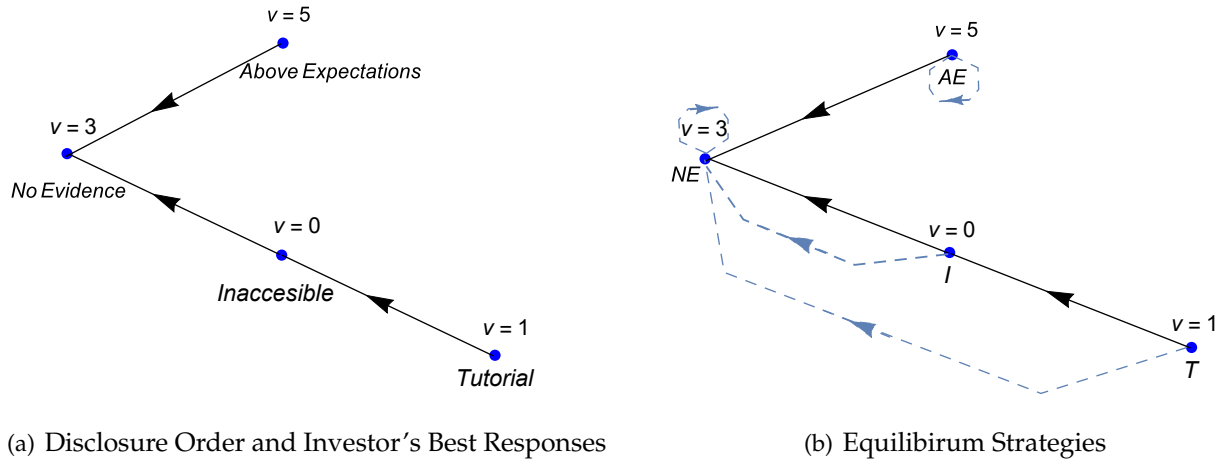 v = 5
Above Expectations
v = 3
No Evidence
v = 0
Inaccesible
v = 1
Tutorial
(a) Disclosure Order and Investor's Best Responses
v = 5
AE
v = 3
NE
v = 0
I
v = 1
T
(b) Equilibirum Strategies